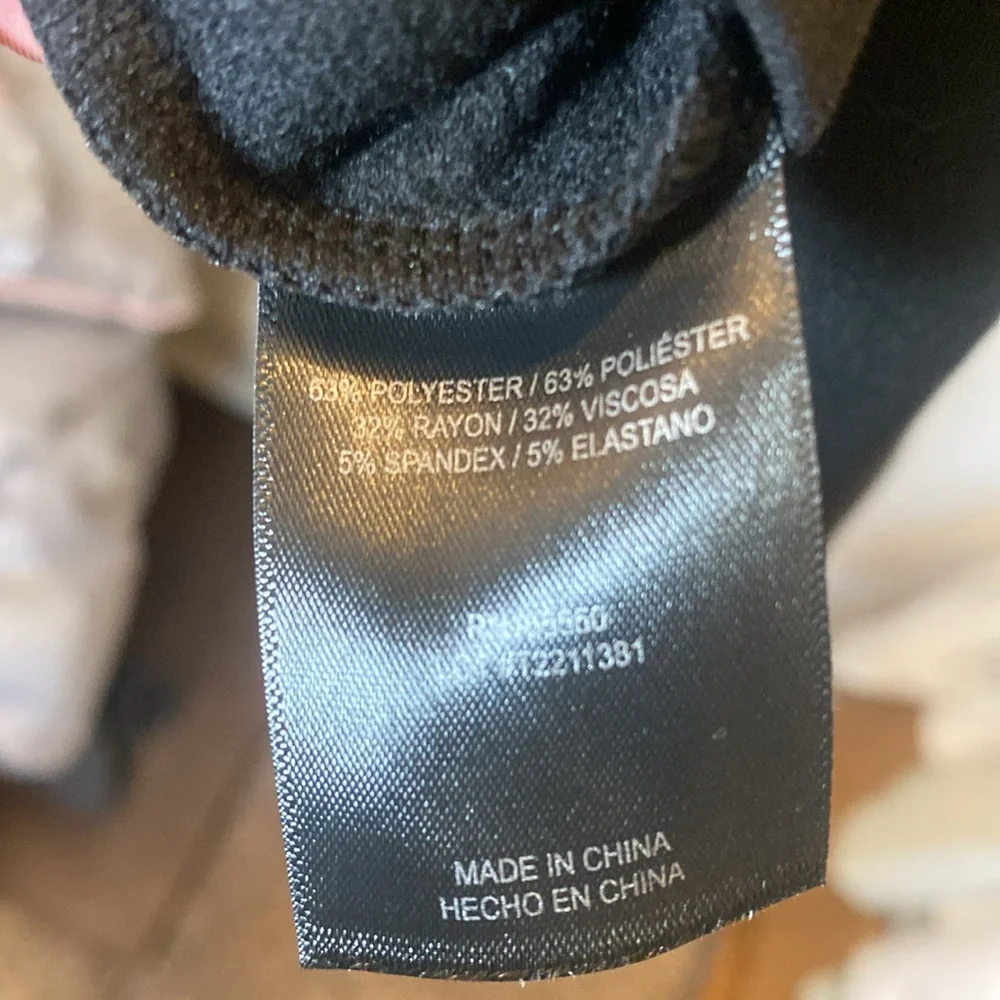 63% POLYESTER / 63% POLIÉSTER
32% RAYON / 32% VISCOSA
5% SPANDEX / 5% ELASTANO
MADE IN CHINA
HECHO EN CHINA